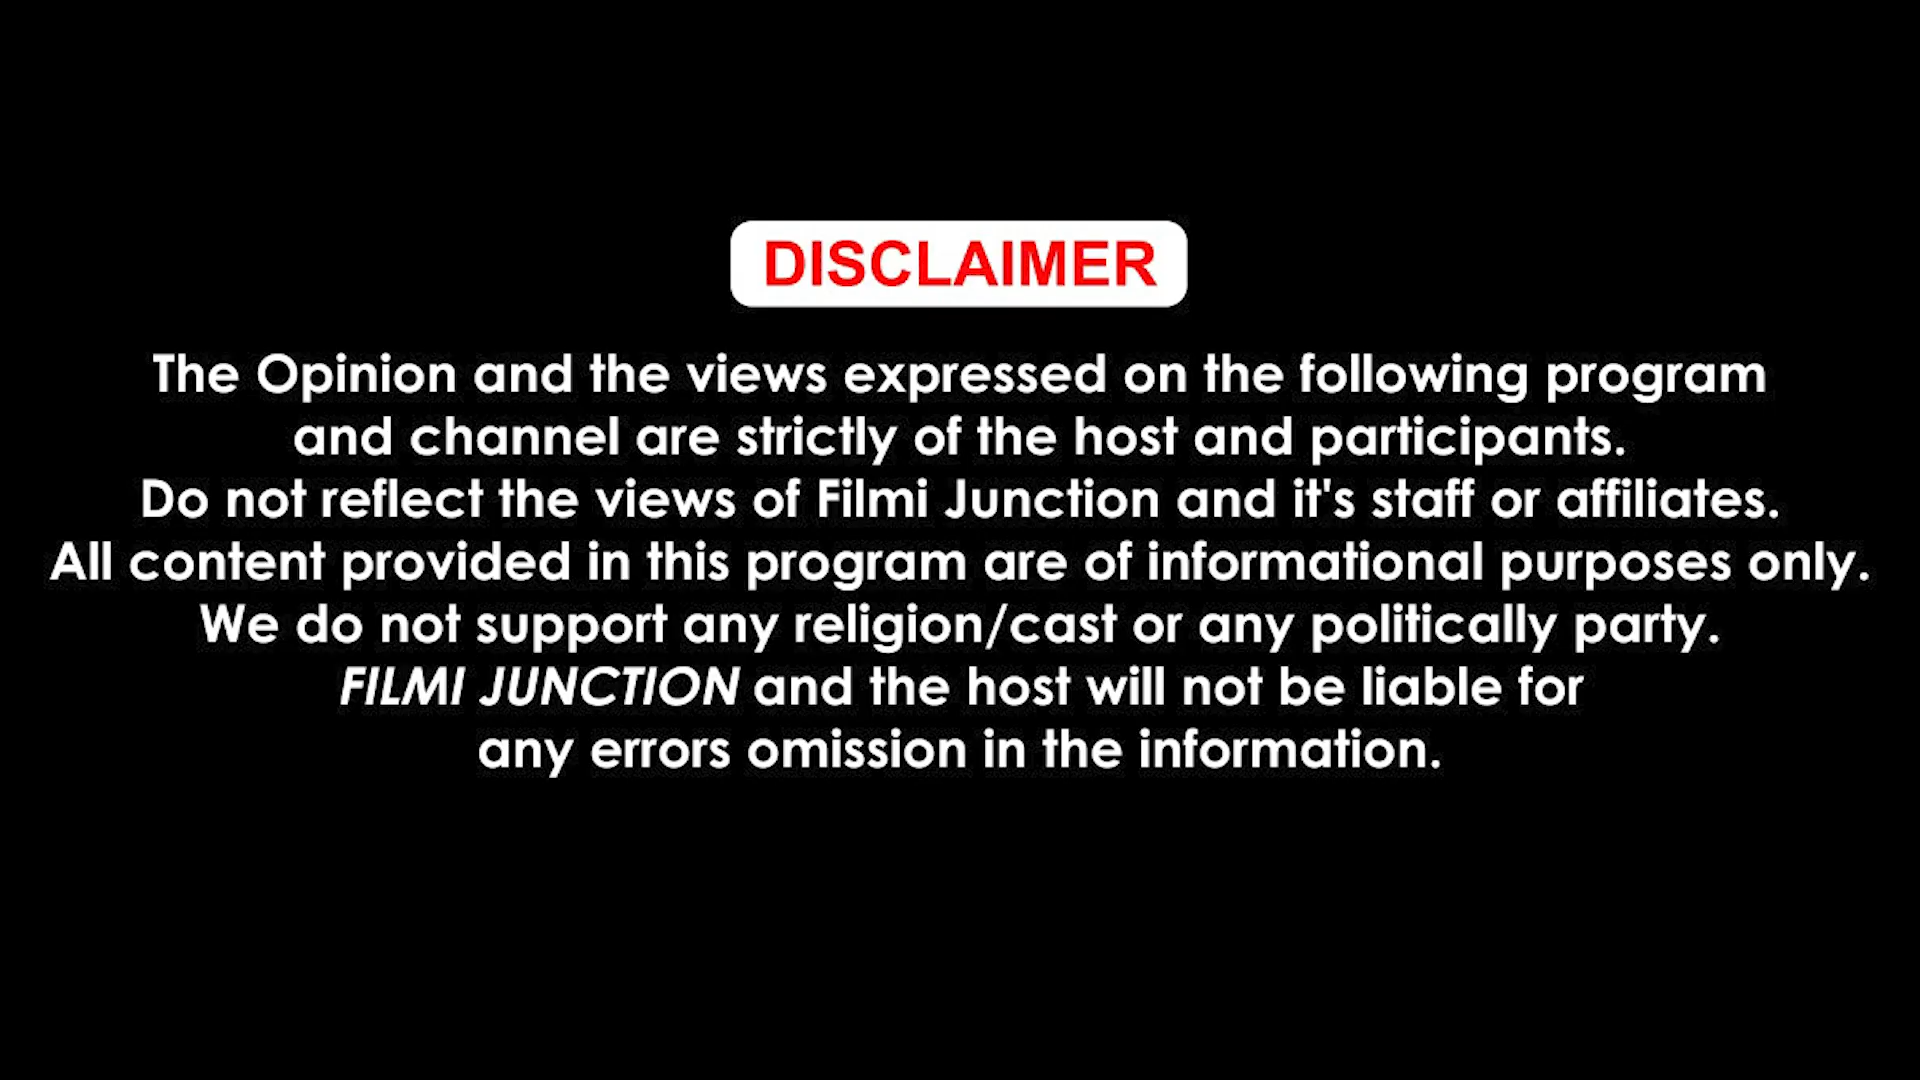 DISCLAIMER
The Opinion and the views expressed on the following program
and channel are strictly of the host and participants.
Do not reflect the views of Filmi Junction and it's staff or affiliates.
All content provided in this program are of informational purposes only.
We do not support any religion/cast or any politically party.
FILMI JUNCTION and the host will not be liable for
any errors omission in the information.